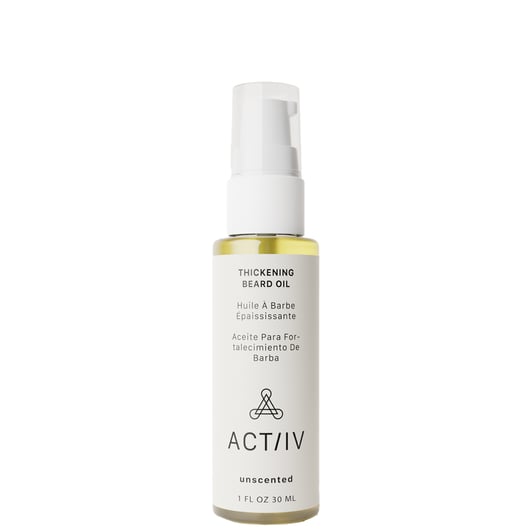 THICKENING
BEARD OIL
Huile À Barbe
Épaississante
Aceite Para For-
talecimiento De
Barba
ACT/IV
unscented
1 FL OZ 30 ML